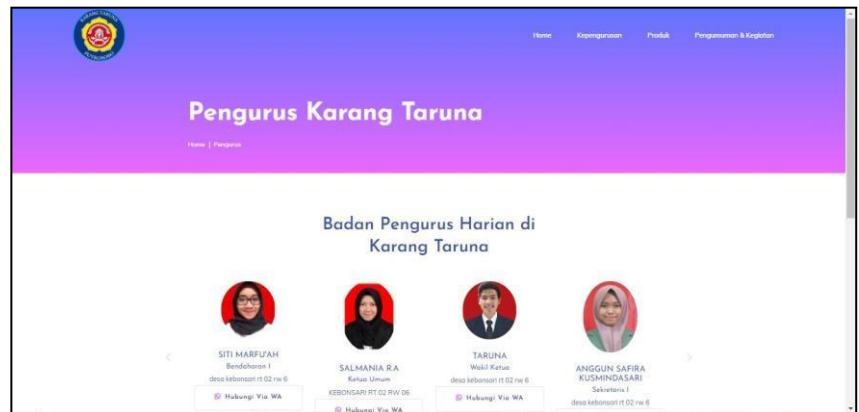 KARANG TARUNA
Home Kepengurusan Produk Pengumuman & Kegiatan
Pengurus Karang Taruna
Home | Pengurus
Badan Pengurus Harian di
Karang Taruna
SITI MARFU'AH
Bendaharan I
desa kebonsari rt 02 rw 6
Hubungi Via WA
SALMANIA R.A
Ketua Umum
KEBONSARI RT 02 RW 06
Hubungi Via WA
TARUNA
Wakil Ketua
desa kebonsari rt 02 rw 6
Hubungi Via WA
ANGGUN SAFIRA
KUSMINDASARI
Sekretaris I
desa kebonsari rt 02 rw 6